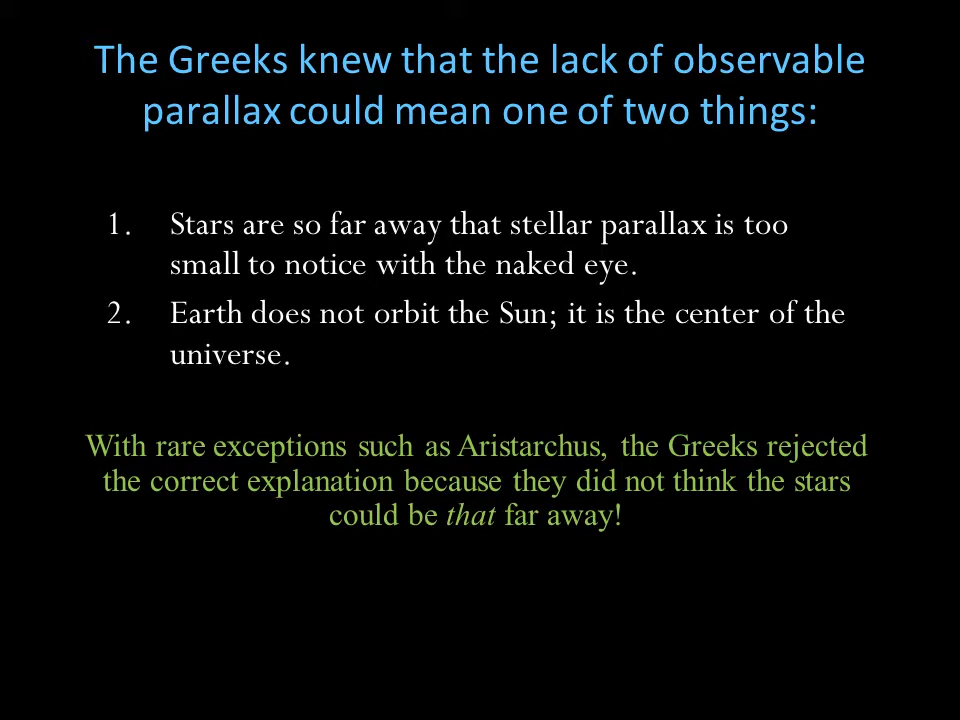 The Greeks knew that the lack of observable
parallax could mean one of two things:
1. Stars are so far away that stellar parallax is too
small to notice with the naked eye.
2. Earth does not orbit the Sun; it is the center of the
universe.
With rare exceptions such as Aristarchus, the Greeks rejected
the correct explanation because they did not think the stars
could be that far away!